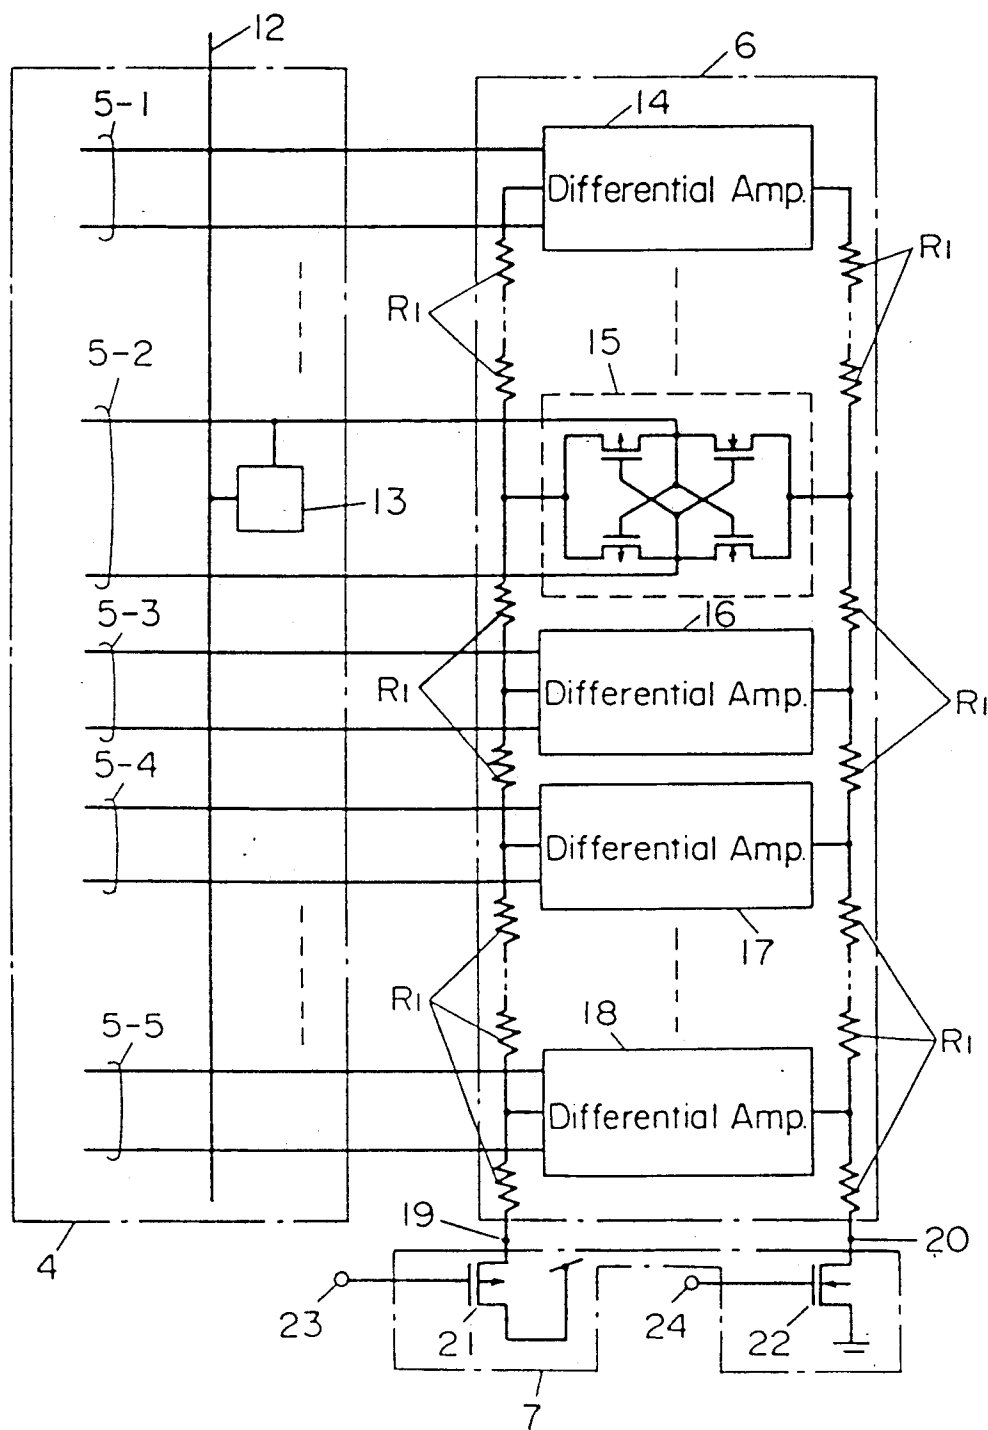 12
6
5-1
14
Differential Amp.
R1
R1
5-2
15
13
5-3
16
Differential Amp.
R1
R1
5-4
Differential Amp.
17
R1
5-5
18
R1
Differential Amp.
4
19
20
23
21
24
22
7